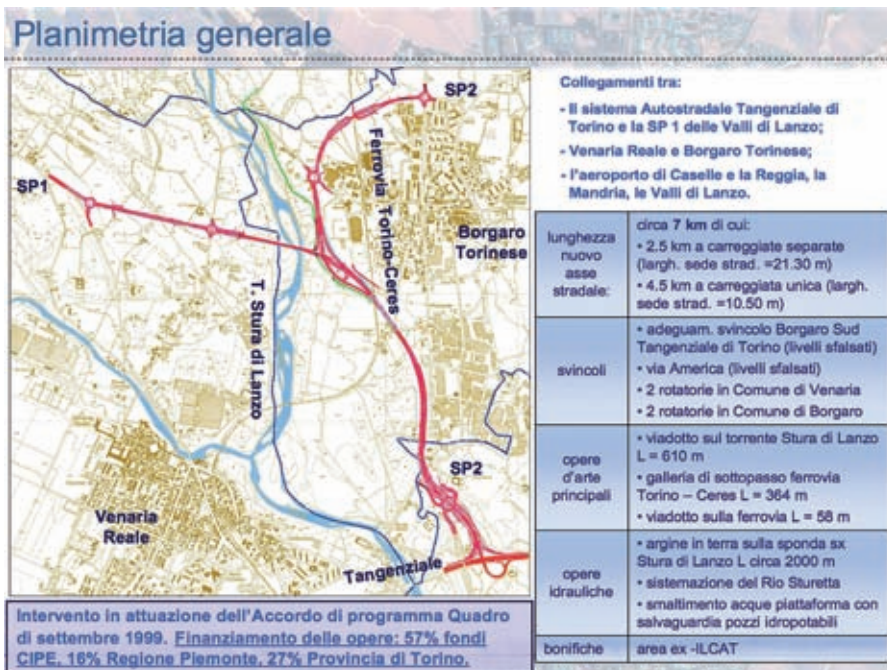 Planimetria generale
SP2
SP1
Ferrovia Torino-Ceres
Borgaro
Torinese
T. Stura di Lanzo
SP2
Venaria
Reale
Tangenziale
Intervento in attuazione dell'Accordo di programma Quadro
di settembre 1999. Finanziamento delle opere: 57% fondi
CIPE, 16% Regione Piemonte, 27% Provincia di Torino.
Collegamenti tra:
- Il sistema Autostradale Tangenziale di
Torino e la SP 1 delle Valli di Lanzo;
- Venaria Reale e Borgaro Torinese;
- l'aeroporto di Caselle e la Reggia, la
Mandria, le Valli di Lanzo.
lunghezza
nuovo
asse
stradale:
circa 7 km di cui:
• 2.5 km a carreggiate separate
(largh. sede strad. =21.30 m)
• 4.5 km a carreggiata unica (largh.
sede strad. =10.50 m)
svincoli
• adeguam. svincolo Borgaro Sud
Tangenziale di Torino (livelli sfalsati)
• via America (livelli sfalsati)
• 2 rotatorie in Comune di Venaria
• 2 rotatorie in Comune di Borgaro
opere
d'arte
principali
• viadotto sul torrente Stura di Lanzo
L = 610 m
• galleria di sottopasso ferrovia
Torino – Ceres L = 364 m
• viadotto sulla ferrovia L = 58 m
opere
idrauliche
• argine in terra sulla sponda sx
Stura di Lanzo L circa 2000 m
• sistemazione del Rio Sturetta
• smaltimento acque piattaforma con
salvaguardia pozzi idropotabili
bonifiche
area ex -ILCAT